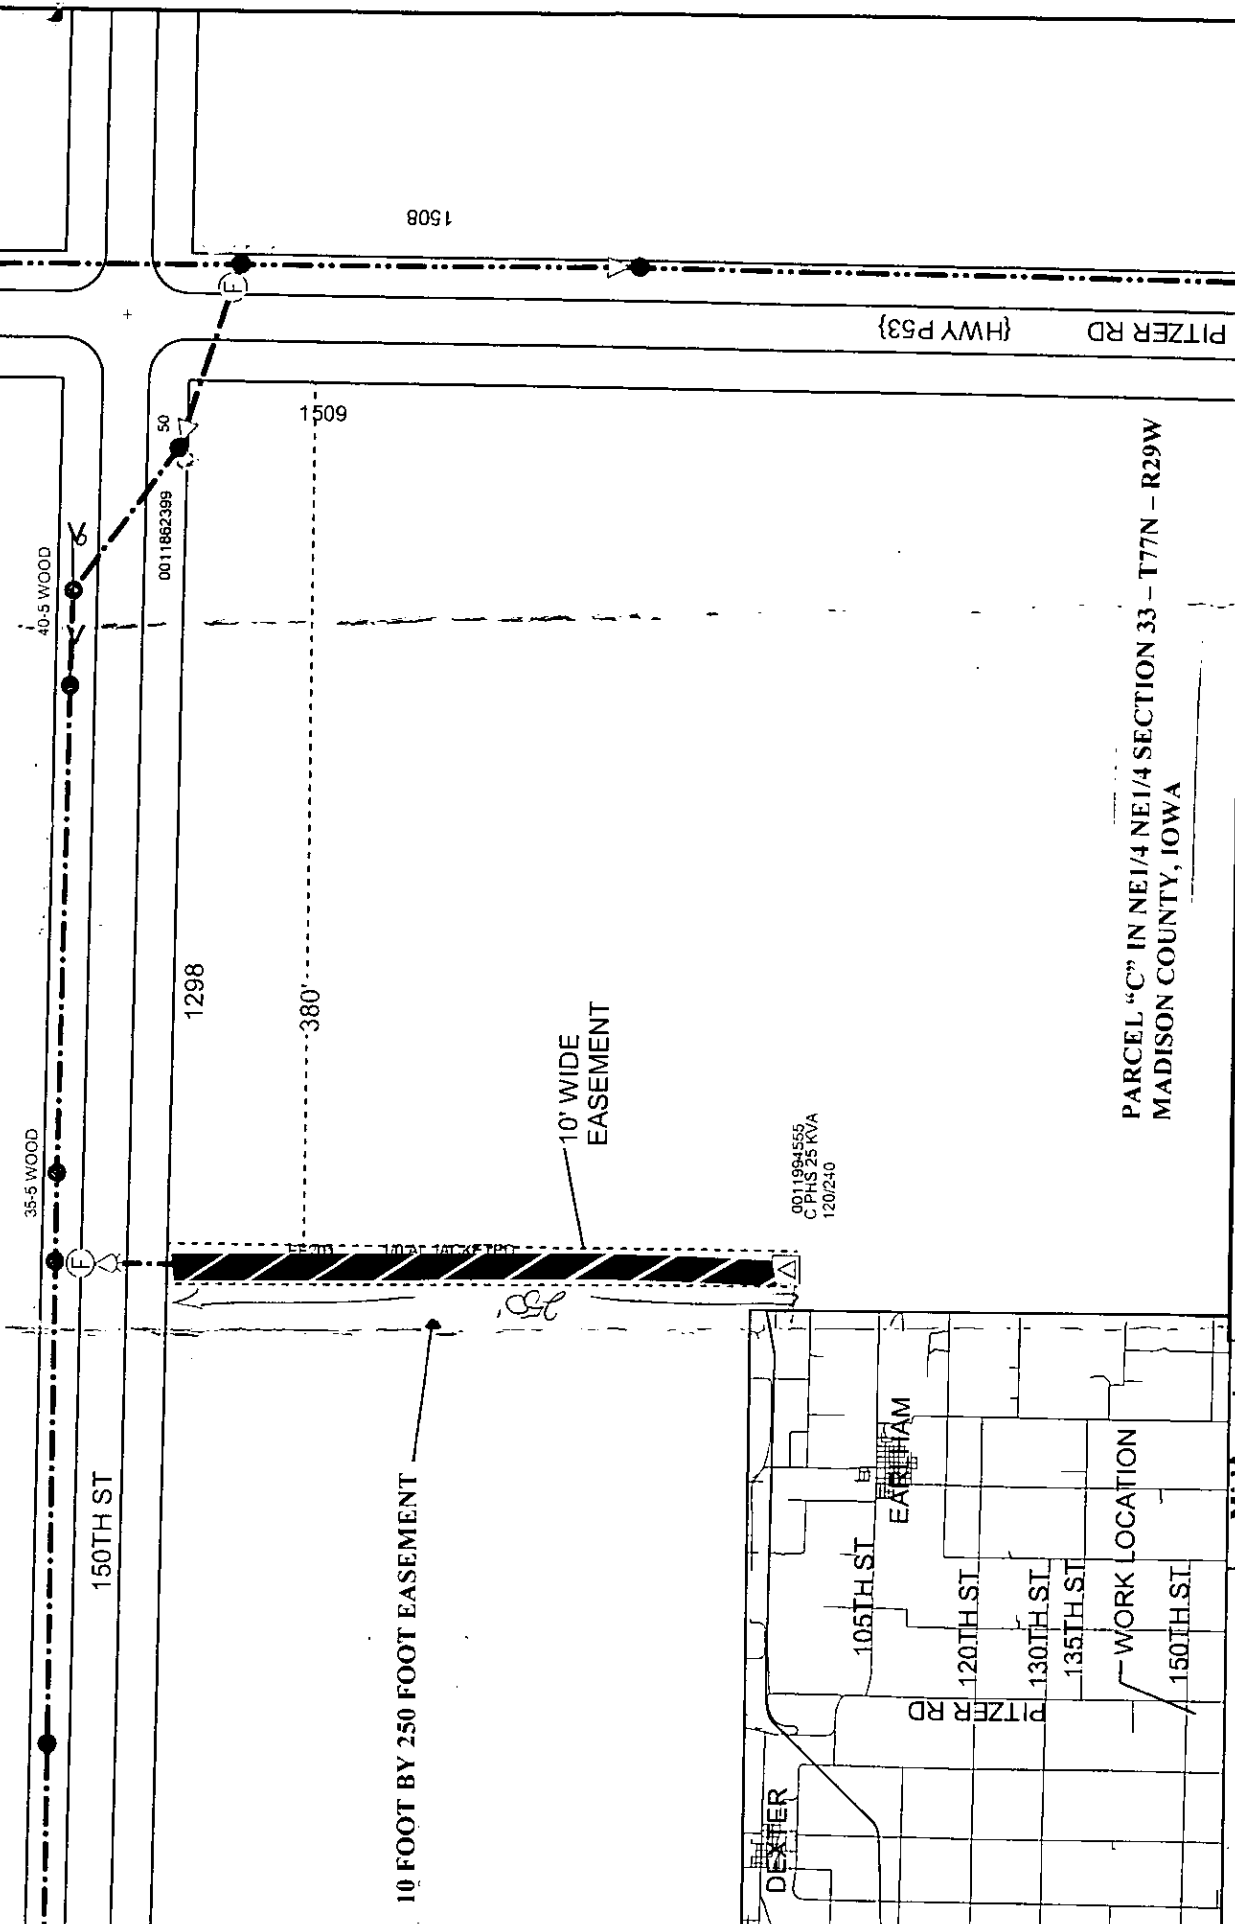 1508
PITZER RD
{HWY P53}
1509
50
0011862399
40-5 WOOD
1298
380'
35-5 WOOD
150TH ST
10' WIDE
EASEMENT
0011994555
C PHS 25 KVA
120/240
250'
10 FOOT BY 250 FOOT EASEMENT
PARCEL “C” IN NE1/4 NE1/4 SECTION 33 – T77N – R29W
MADISON COUNTY, IOWA
F
F
EARLHAM
105TH ST
120TH ST
130TH ST
135TH ST
WORK LOCATION
150TH ST
PITZER RD
DEXTER